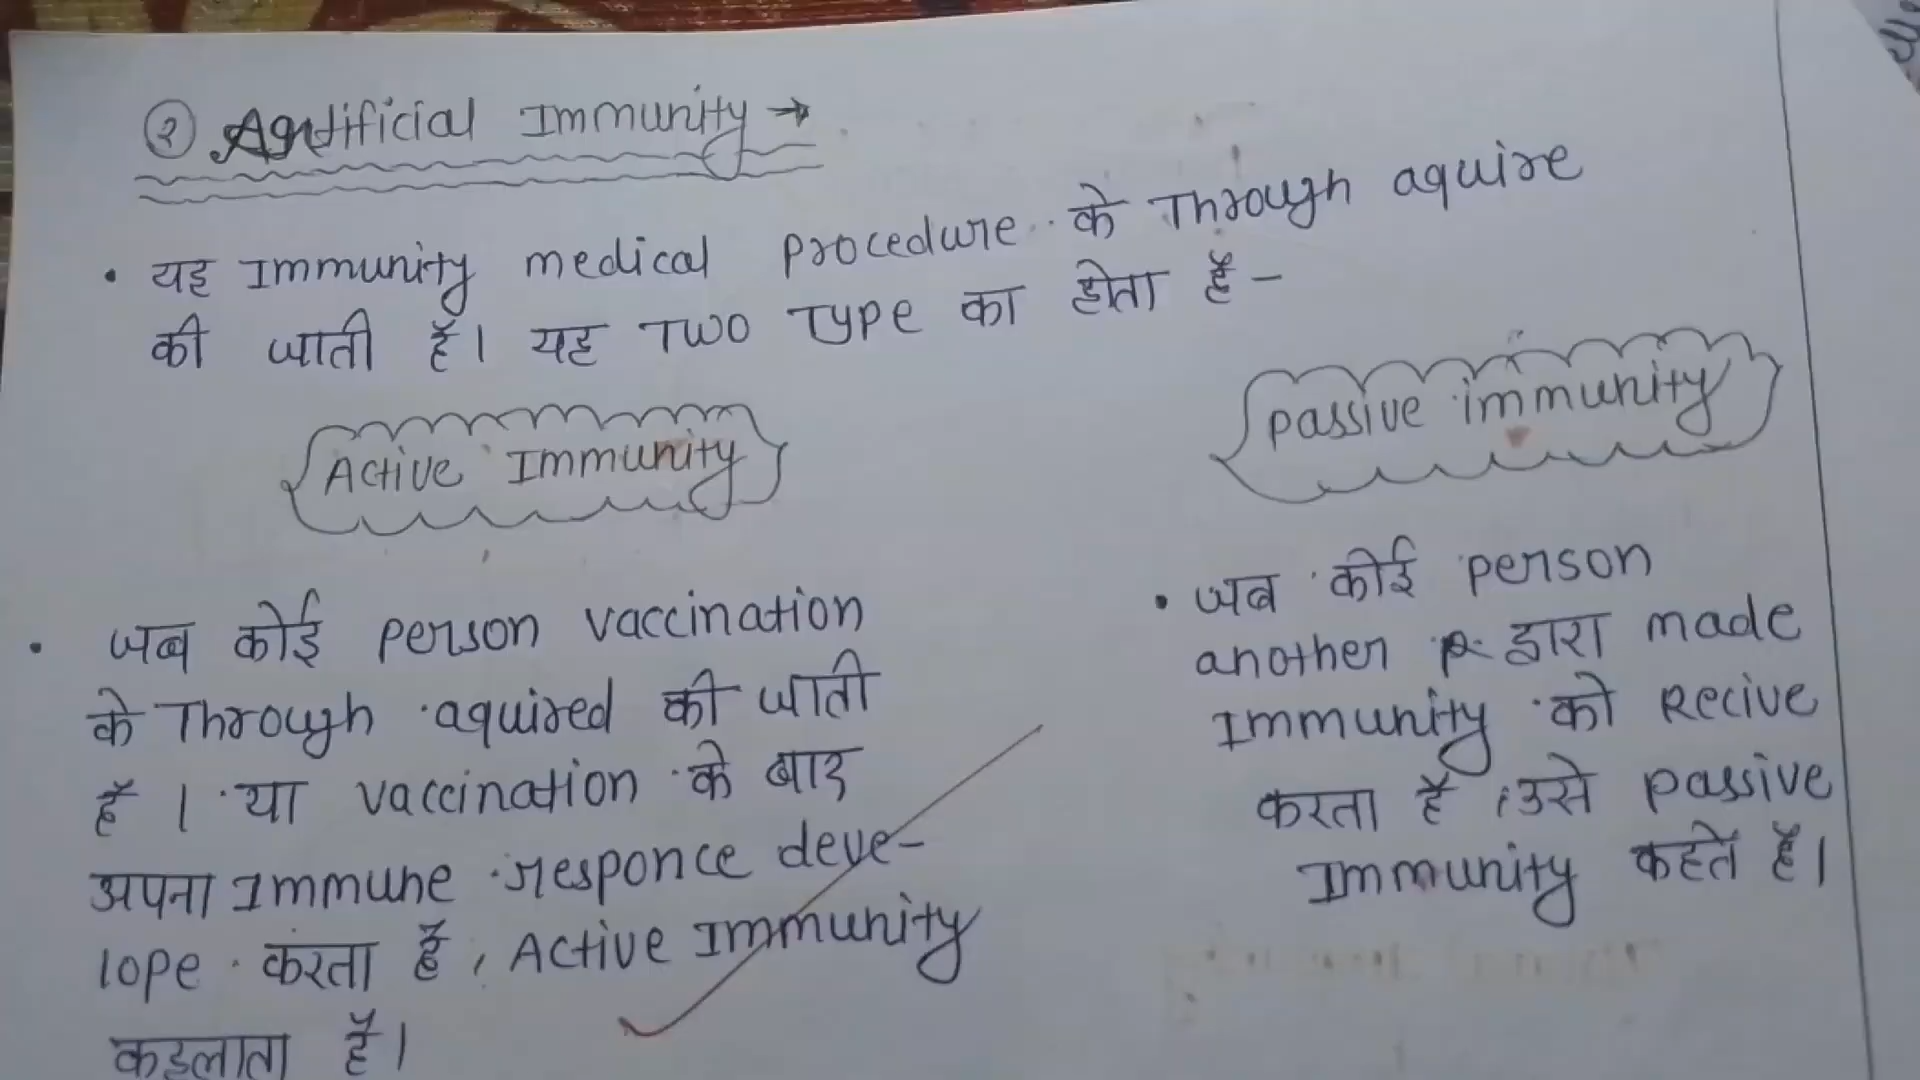 ② Artificial Immunity →
• यह Immunity medical procedure के Through aquire
की जाती है। यह TWO TYPE का होता है –
Active Immunity
passive immunity
• जब कोई person vaccination
के Through aquired की जाती
है । या vaccination के बाद
अपना Immune responce deve-
lope करता है , Active Immunity
कहलाता है।
• जब कोई person
another द्वारा made
Immunity को Recive
करता है , उसे passive
Immunity कहते है।